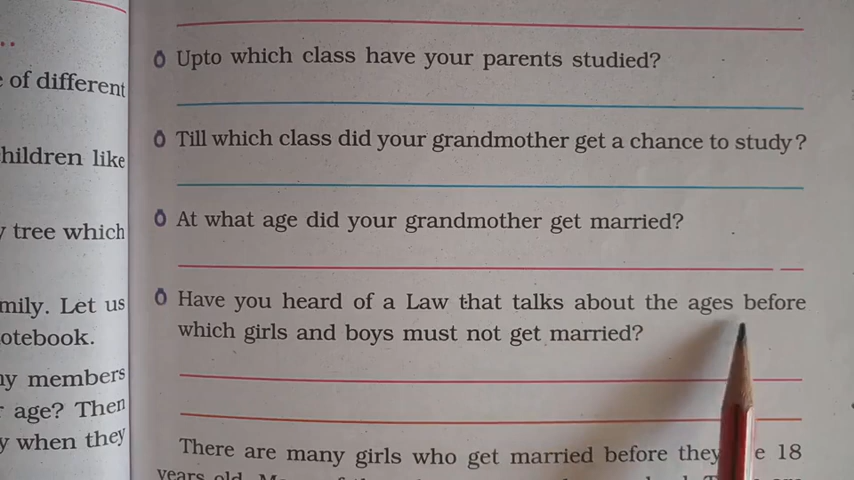 ..
of different
hildren like
y tree which
mily. Let us
otebook.
ny members
r age? Then
y when they
Upto which class have your parents studied?
Till which class did your grandmother get a chance to study?
At what age did your grandmother get married?
Have you heard of a Law that talks about the ages before
which girls and boys must not get married?
There are many girls who get married before they e 18
years old.